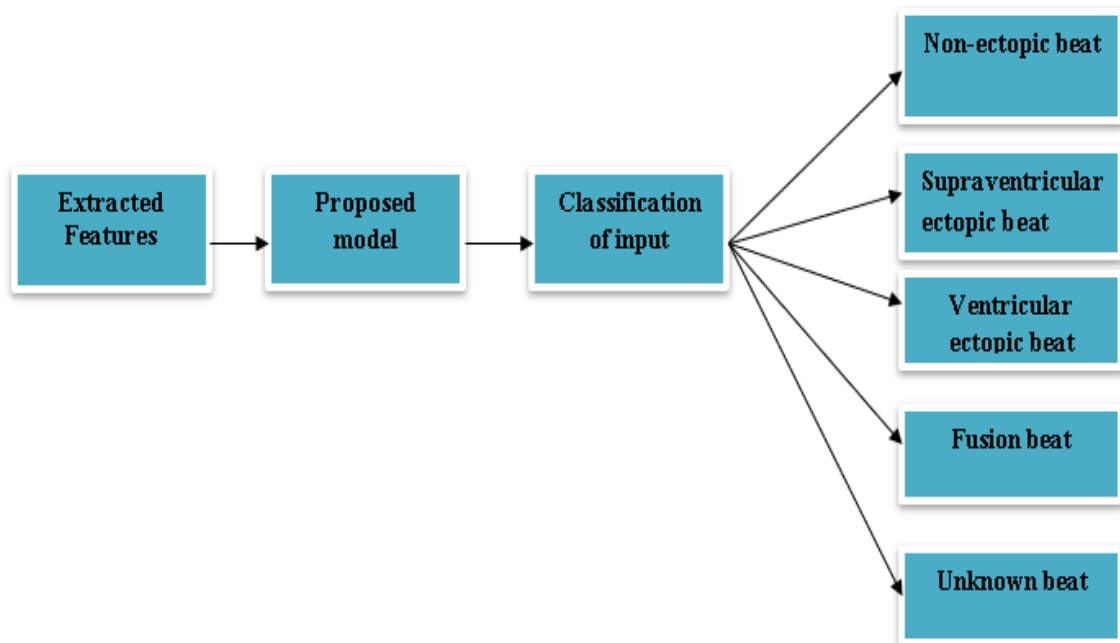 Extracted
Features
Proposed
model
Classification
of input
Non-ectopic beat
Supraventricular
ectopic beat
Ventricular
ectopic beat
Fusion beat
Unknown beat